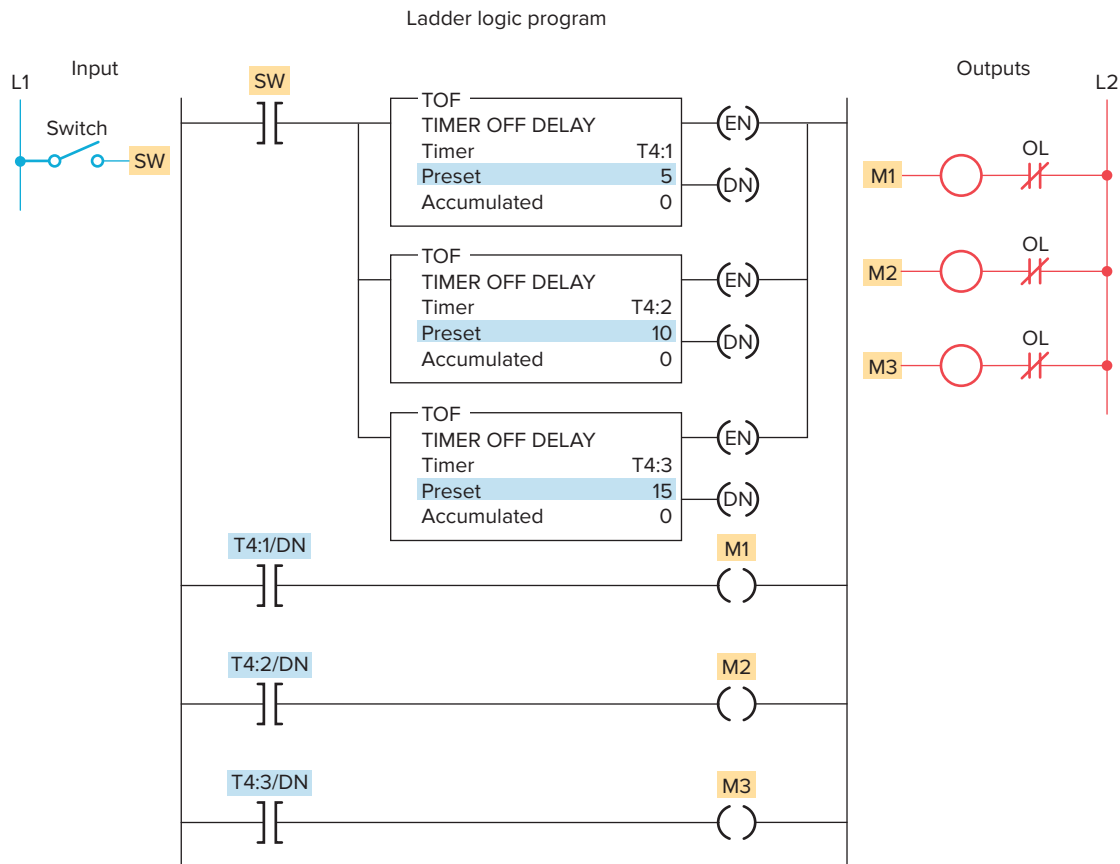 Ladder logic program
Input
Outputs
L1
L2
Switch
SW
SW
TOF
TIMER OFF DELAY
Timer T4:1
Preset 5
Accumulated 0
EN
DN
TOF
TIMER OFF DELAY
Timer T4:2
Preset 10
Accumulated 0
EN
DN
TOF
TIMER OFF DELAY
Timer T4:3
Preset 15
Accumulated 0
EN
DN
T4:1/DN
M1
T4:2/DN
M2
T4:3/DN
M3
M1
OL
M2
OL
M3
OL